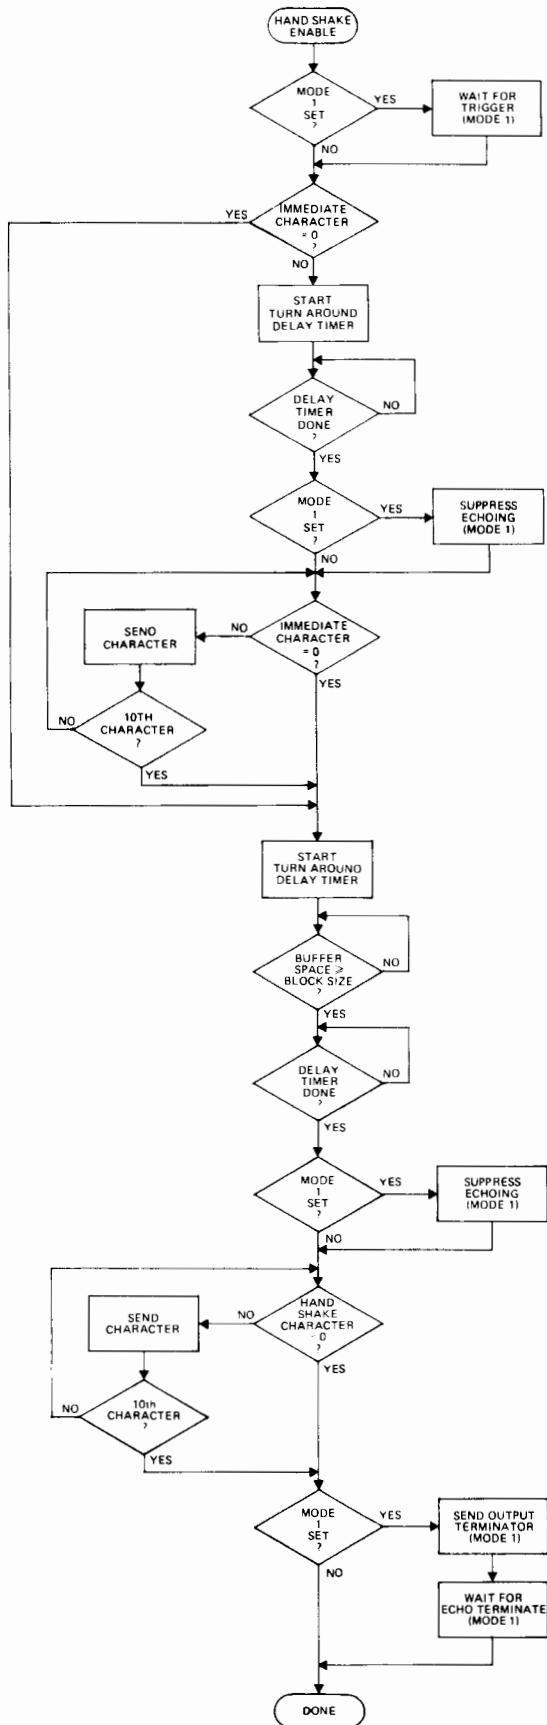 HAND SHAKE
ENABLE
MODE
1
SET
?
YES
WAIT FOR
TRIGGER
(MODE 1)
NO
YES
IMMEDIATE
CHARACTER
= 0
?
NO
START
TURN AROUND
DELAY TIMER
DELAY
TIMER
DONE
?
NO
YES
MODE
1
SET
?
YES
SUPPRESS
ECHOING
(MODE 1)
NO
SEND
CHARACTER
NO
IMMEDIATE
CHARACTER
= 0
?
YES
NO
10TH
CHARACTER
?
YES
START
TURN AROUND
DELAY TIMER
BUFFER
SPACE ⩾
BLOCK SIZE
?
NO
YES
DELAY
TIMER
DONE
?
NO
YES
MODE
1
SET
?
YES
SUPPRESS
ECHOING
(MODE 1)
NO
SEND
CHARACTER
NO
HAND
SHAKE
CHARACTER
=0
?
YES
NO
10th
CHARACTER
?
YES
MODE
1
SET
?
YES
SEND OUTPUT
TERMINATOR
(MODE 1)
NO
WAIT FOR
ECHO TERMINATE
(MODE 1)
DONE